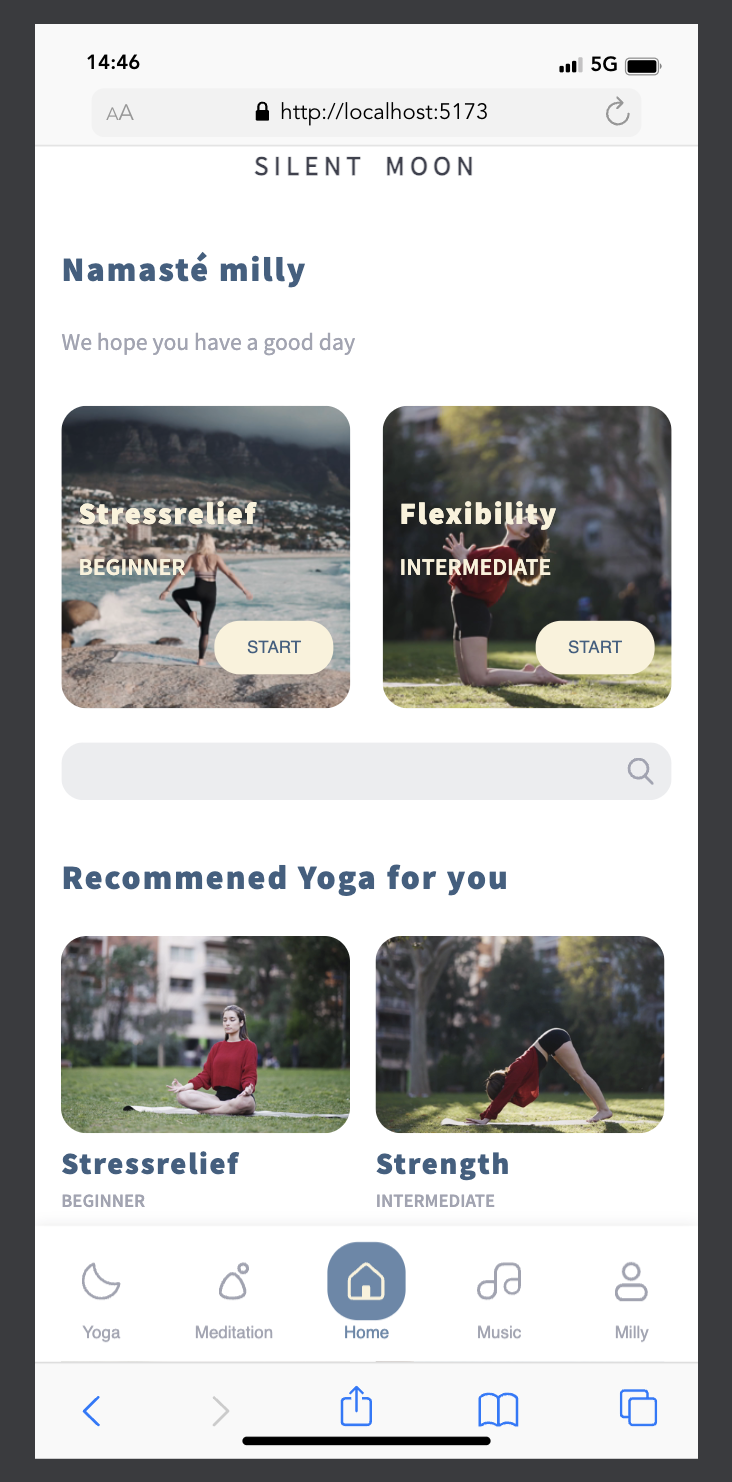 14:46
5G
AA
http://localhost:5173
SILENT MOON
Namasté milly
We hope you have a good day
Stressrelief
BEGINNER
START
Flexibility
INTERMEDIATE
START
Recommened Yoga for you
Stressrelief
BEGINNER
Strength
INTERMEDIATE
Yoga
Meditation
Home
Music
Milly